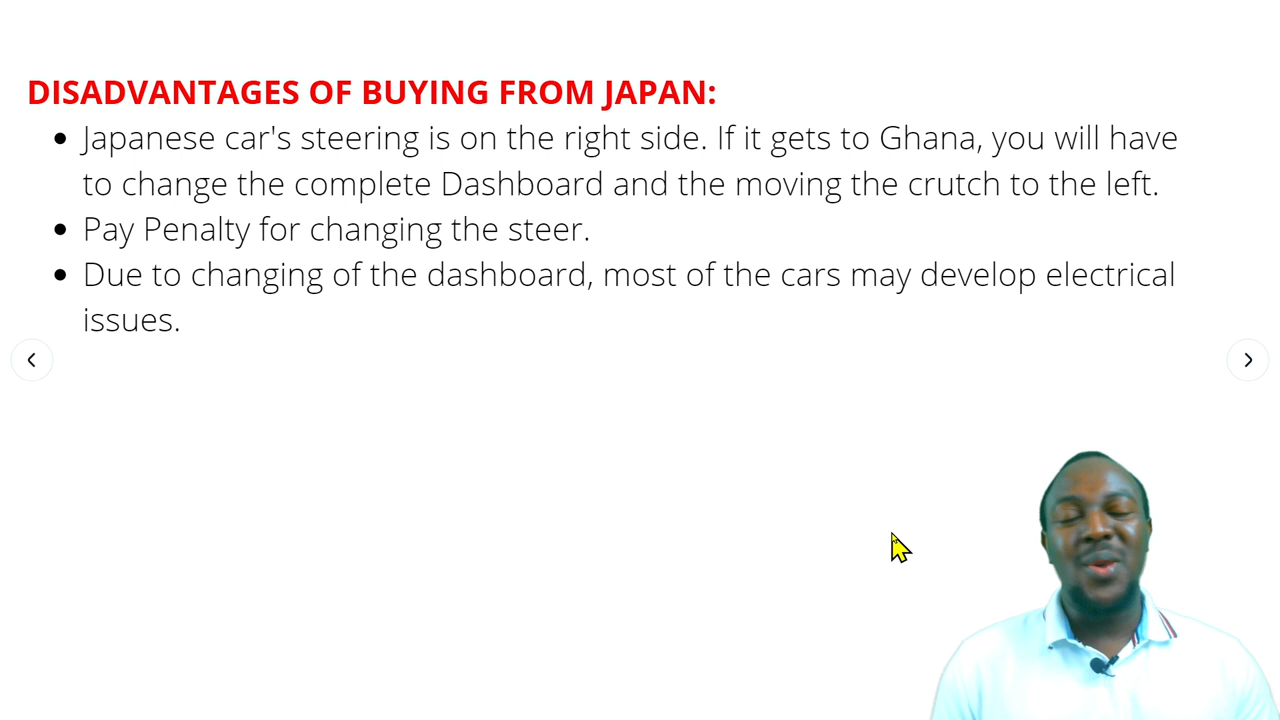 DISADVANTAGES OF BUYING FROM JAPAN:
• Japanese car's steering is on the right side. If it gets to Ghana, you will have
to change the complete Dashboard and the moving the crutch to the left.
• Pay Penalty for changing the steer.
• Due to changing of the dashboard, most of the cars may develop electrical
issues.